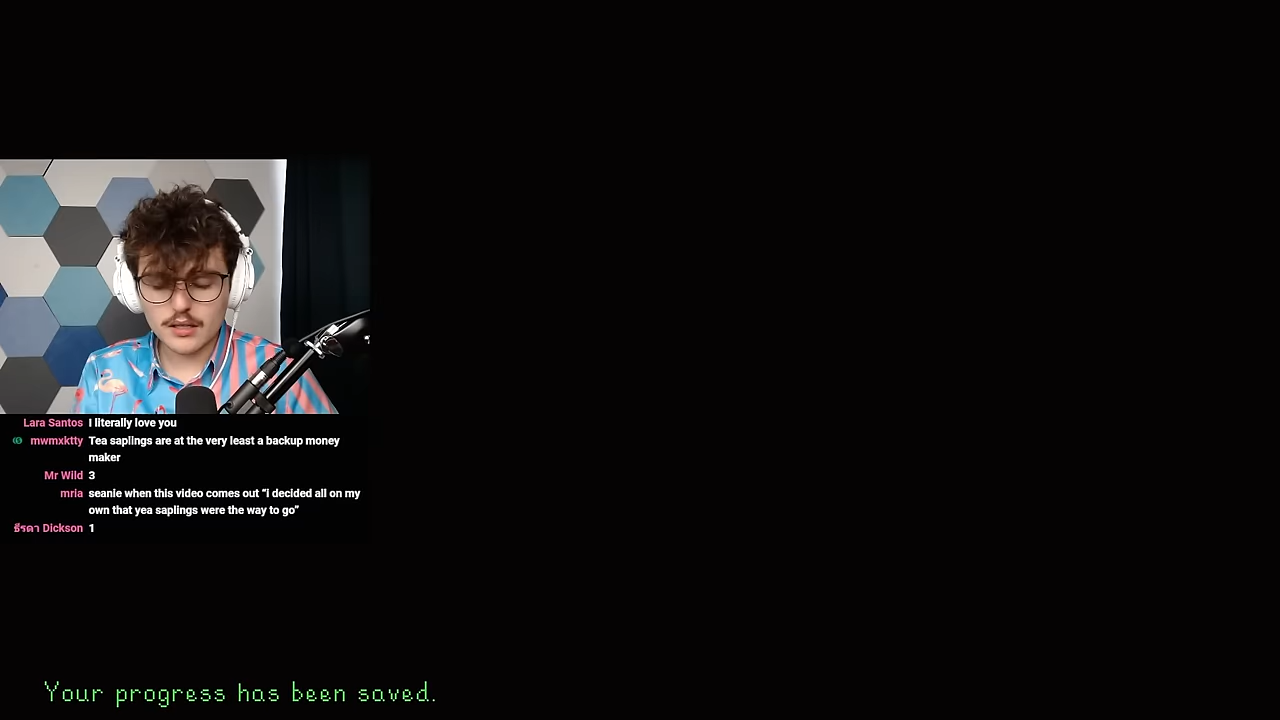 Lara Santos I literally love you
mwmxktty Tea saplings are at the very least a backup money
maker
Mr Wild 3
mria seanie when this video comes out “i decided all on my
own that yea saplings were the way to go”
ธีรดา Dickson 1
Your progress has been saved.